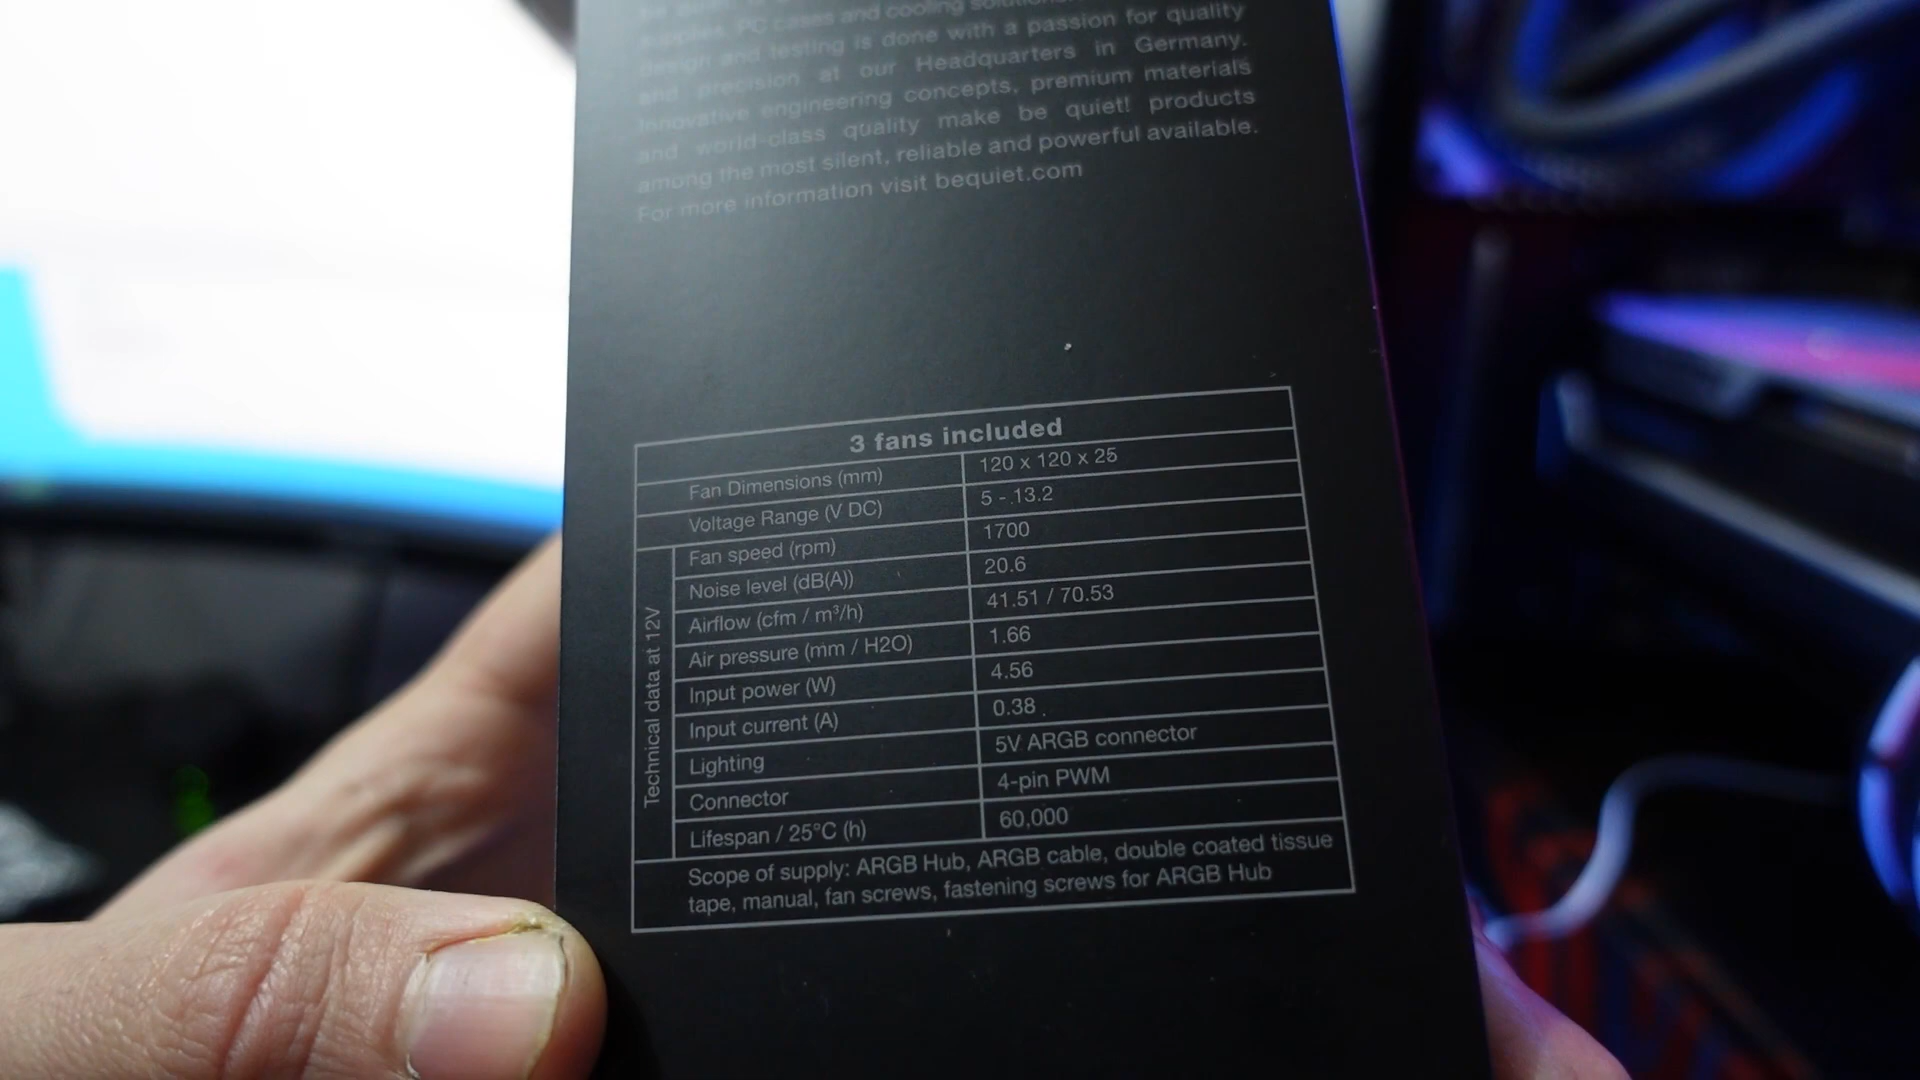 supplies, PC cases and cooling solutions.
design and testing is done with a passion for quality
and precision at our Headquarters in Germany.
Innovative engineering concepts, premium materials
and world-class quality make be quiet! products
among the most silent, reliable and powerful available.
For more information visit bequiet.com
3 fans included
Fan Dimensions (mm) 120 x 120 x 25
Voltage Range (V DC) 5 - 13.2
Technical data at 12V
Fan speed (rpm) 1700
Noise level (dB(A)) 20.6
Airflow (cfm / m³/h) 41.51 / 70.53
Air pressure (mm / H2O) 1.66
Input power (W) 4.56
Input current (A) 0.38
Lighting 5V ARGB connector
Connector 4-pin PWM
Lifespan / 25°C (h) 60,000
Scope of supply: ARGB Hub, ARGB cable, double coated tissue
tape, manual, fan screws, fastening screws for ARGB Hub